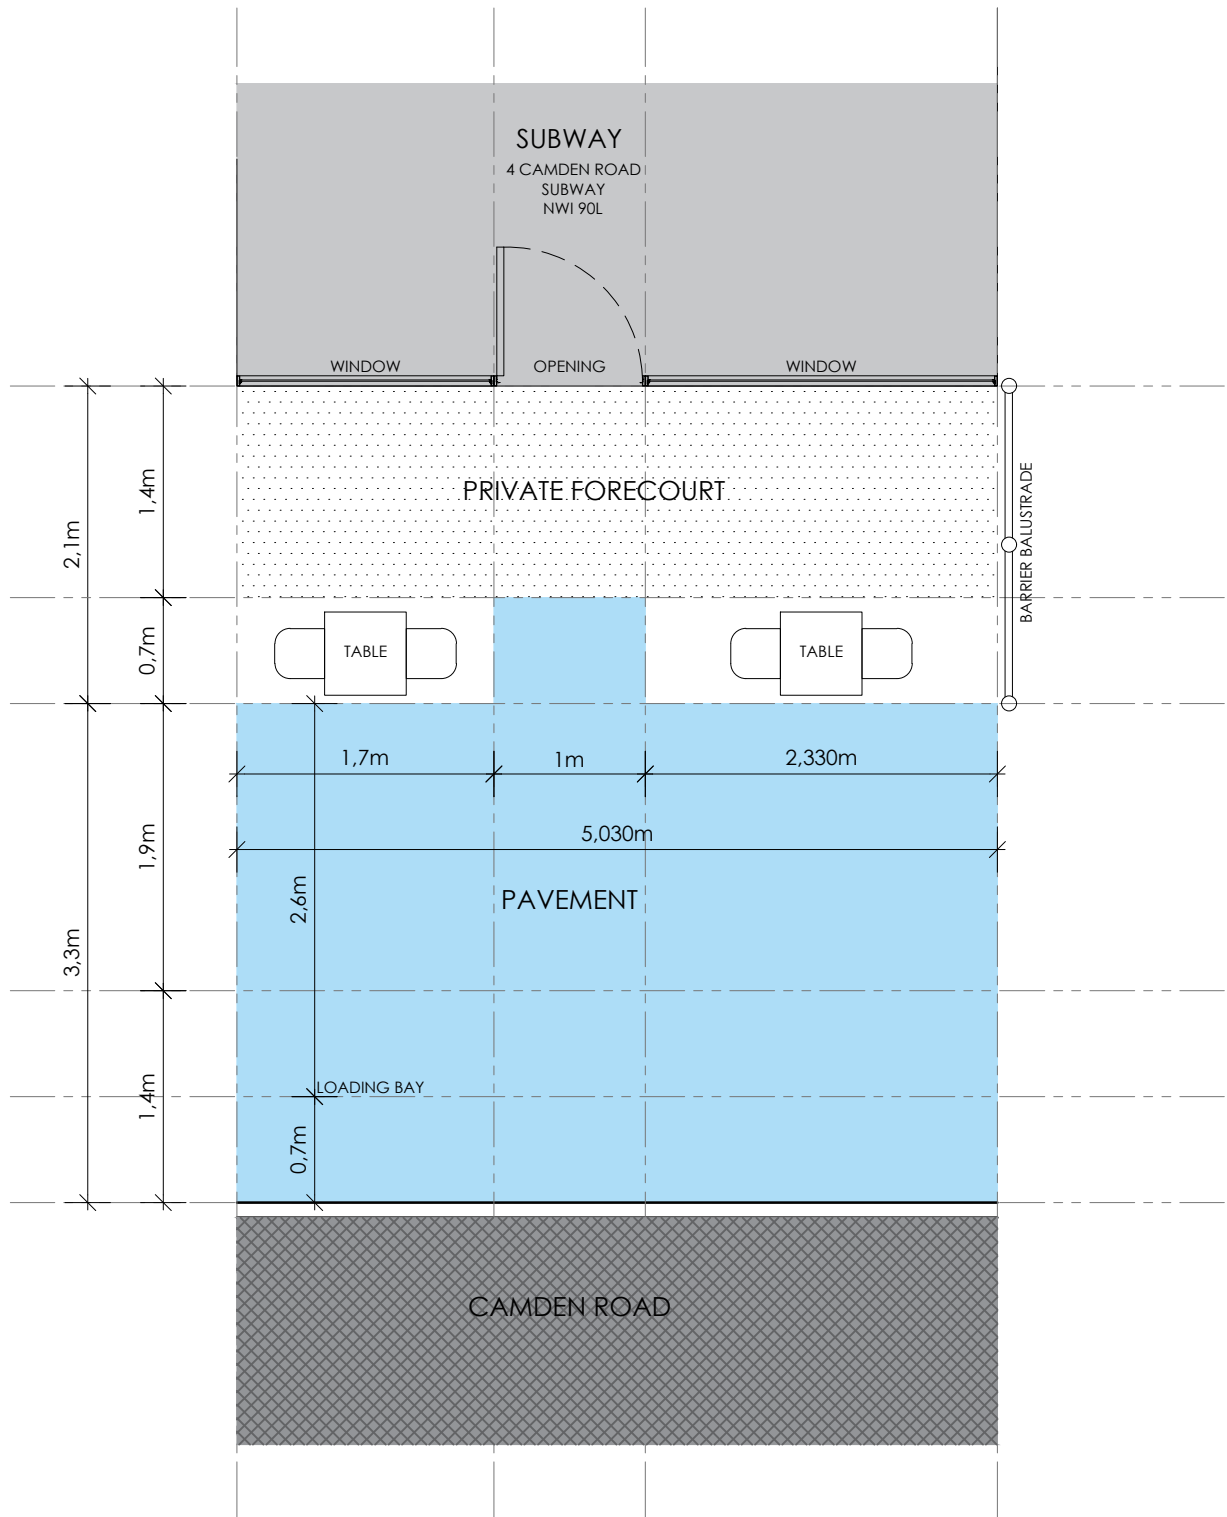 SUBWAY
4 CAMDEN ROAD
SUBWAY
NWI 90L
WINDOW
OPENING
WINDOW
1,4m
PRIVATE FORECOURT
2,1m
BARRIER BALUSTRADE
0,7m
TABLE
TABLE
1,7m
1m
2,330m
5,030m
1,9m
2,6m
PAVEMENT
3,3m
LOADING BAY
1,4m
0,7m
CAMDEN ROAD